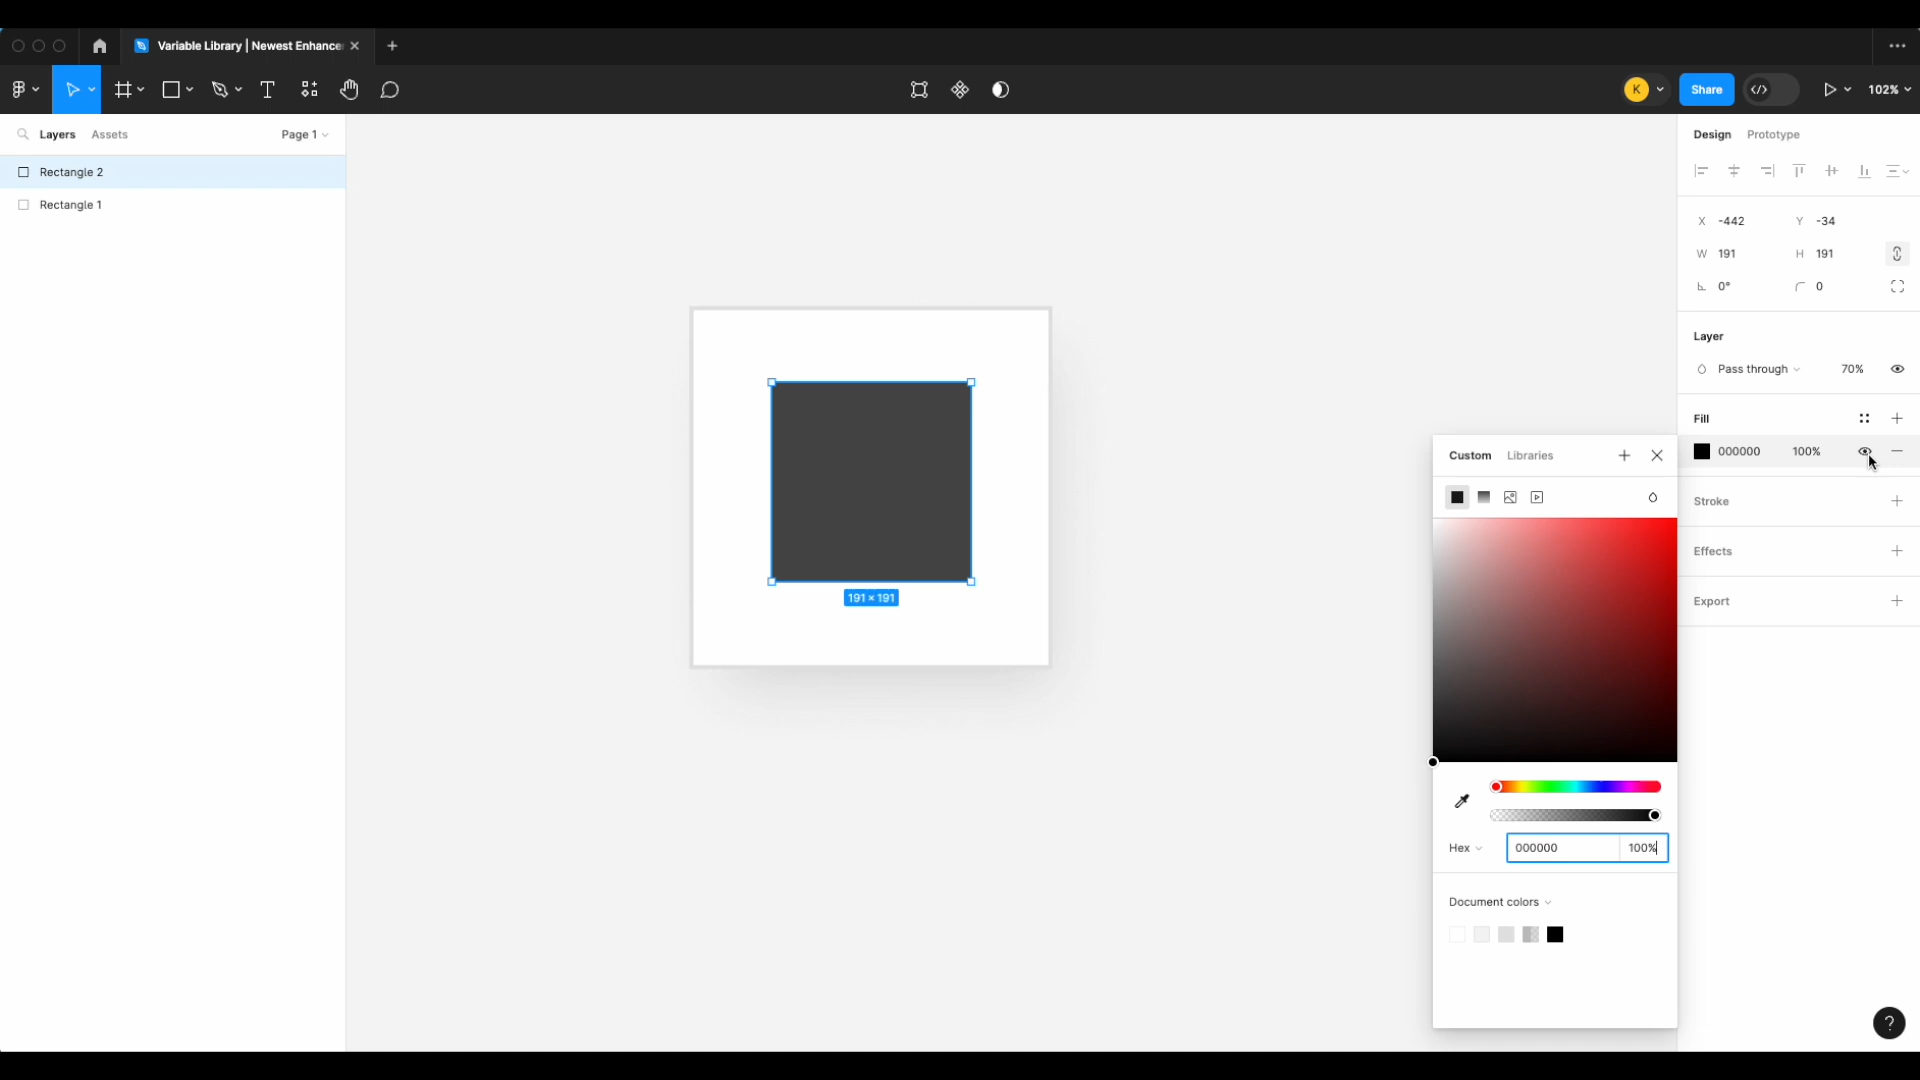 Variable Library | Newest Enhance
K
Share
102%
Layers
Assets
Page 1
Design
Prototype
Rectangle 2
Rectangle 1
X -442
Y -34
W 191
H 191
0°
0
Layer
Pass through
70%
Fill
000000
100%
Custom
Libraries
Stroke
Effects
Export
191 × 191
Hex
000000
100%
Document colors
?